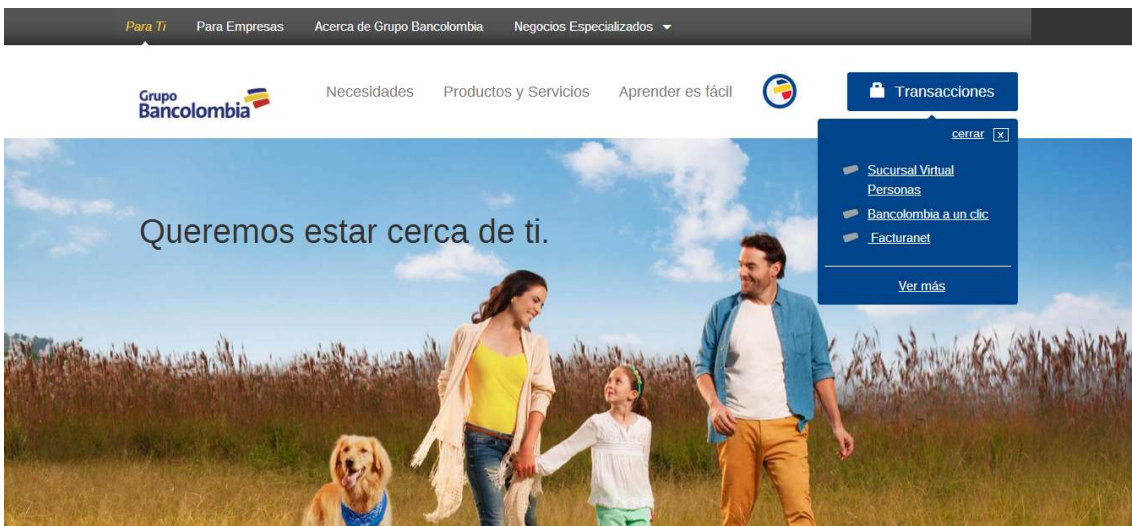 Para Ti Para Empresas Acerca de Grupo Bancolombia Negocios Especializados
Grupo
Bancolombia
Necesidades Productos y Servicios Aprender es fácil
Transacciones
cerrar x
Sucursal Virtual
Personas
Bancolombia a un clic
Facturanet
Ver más
Queremos estar cerca de ti.